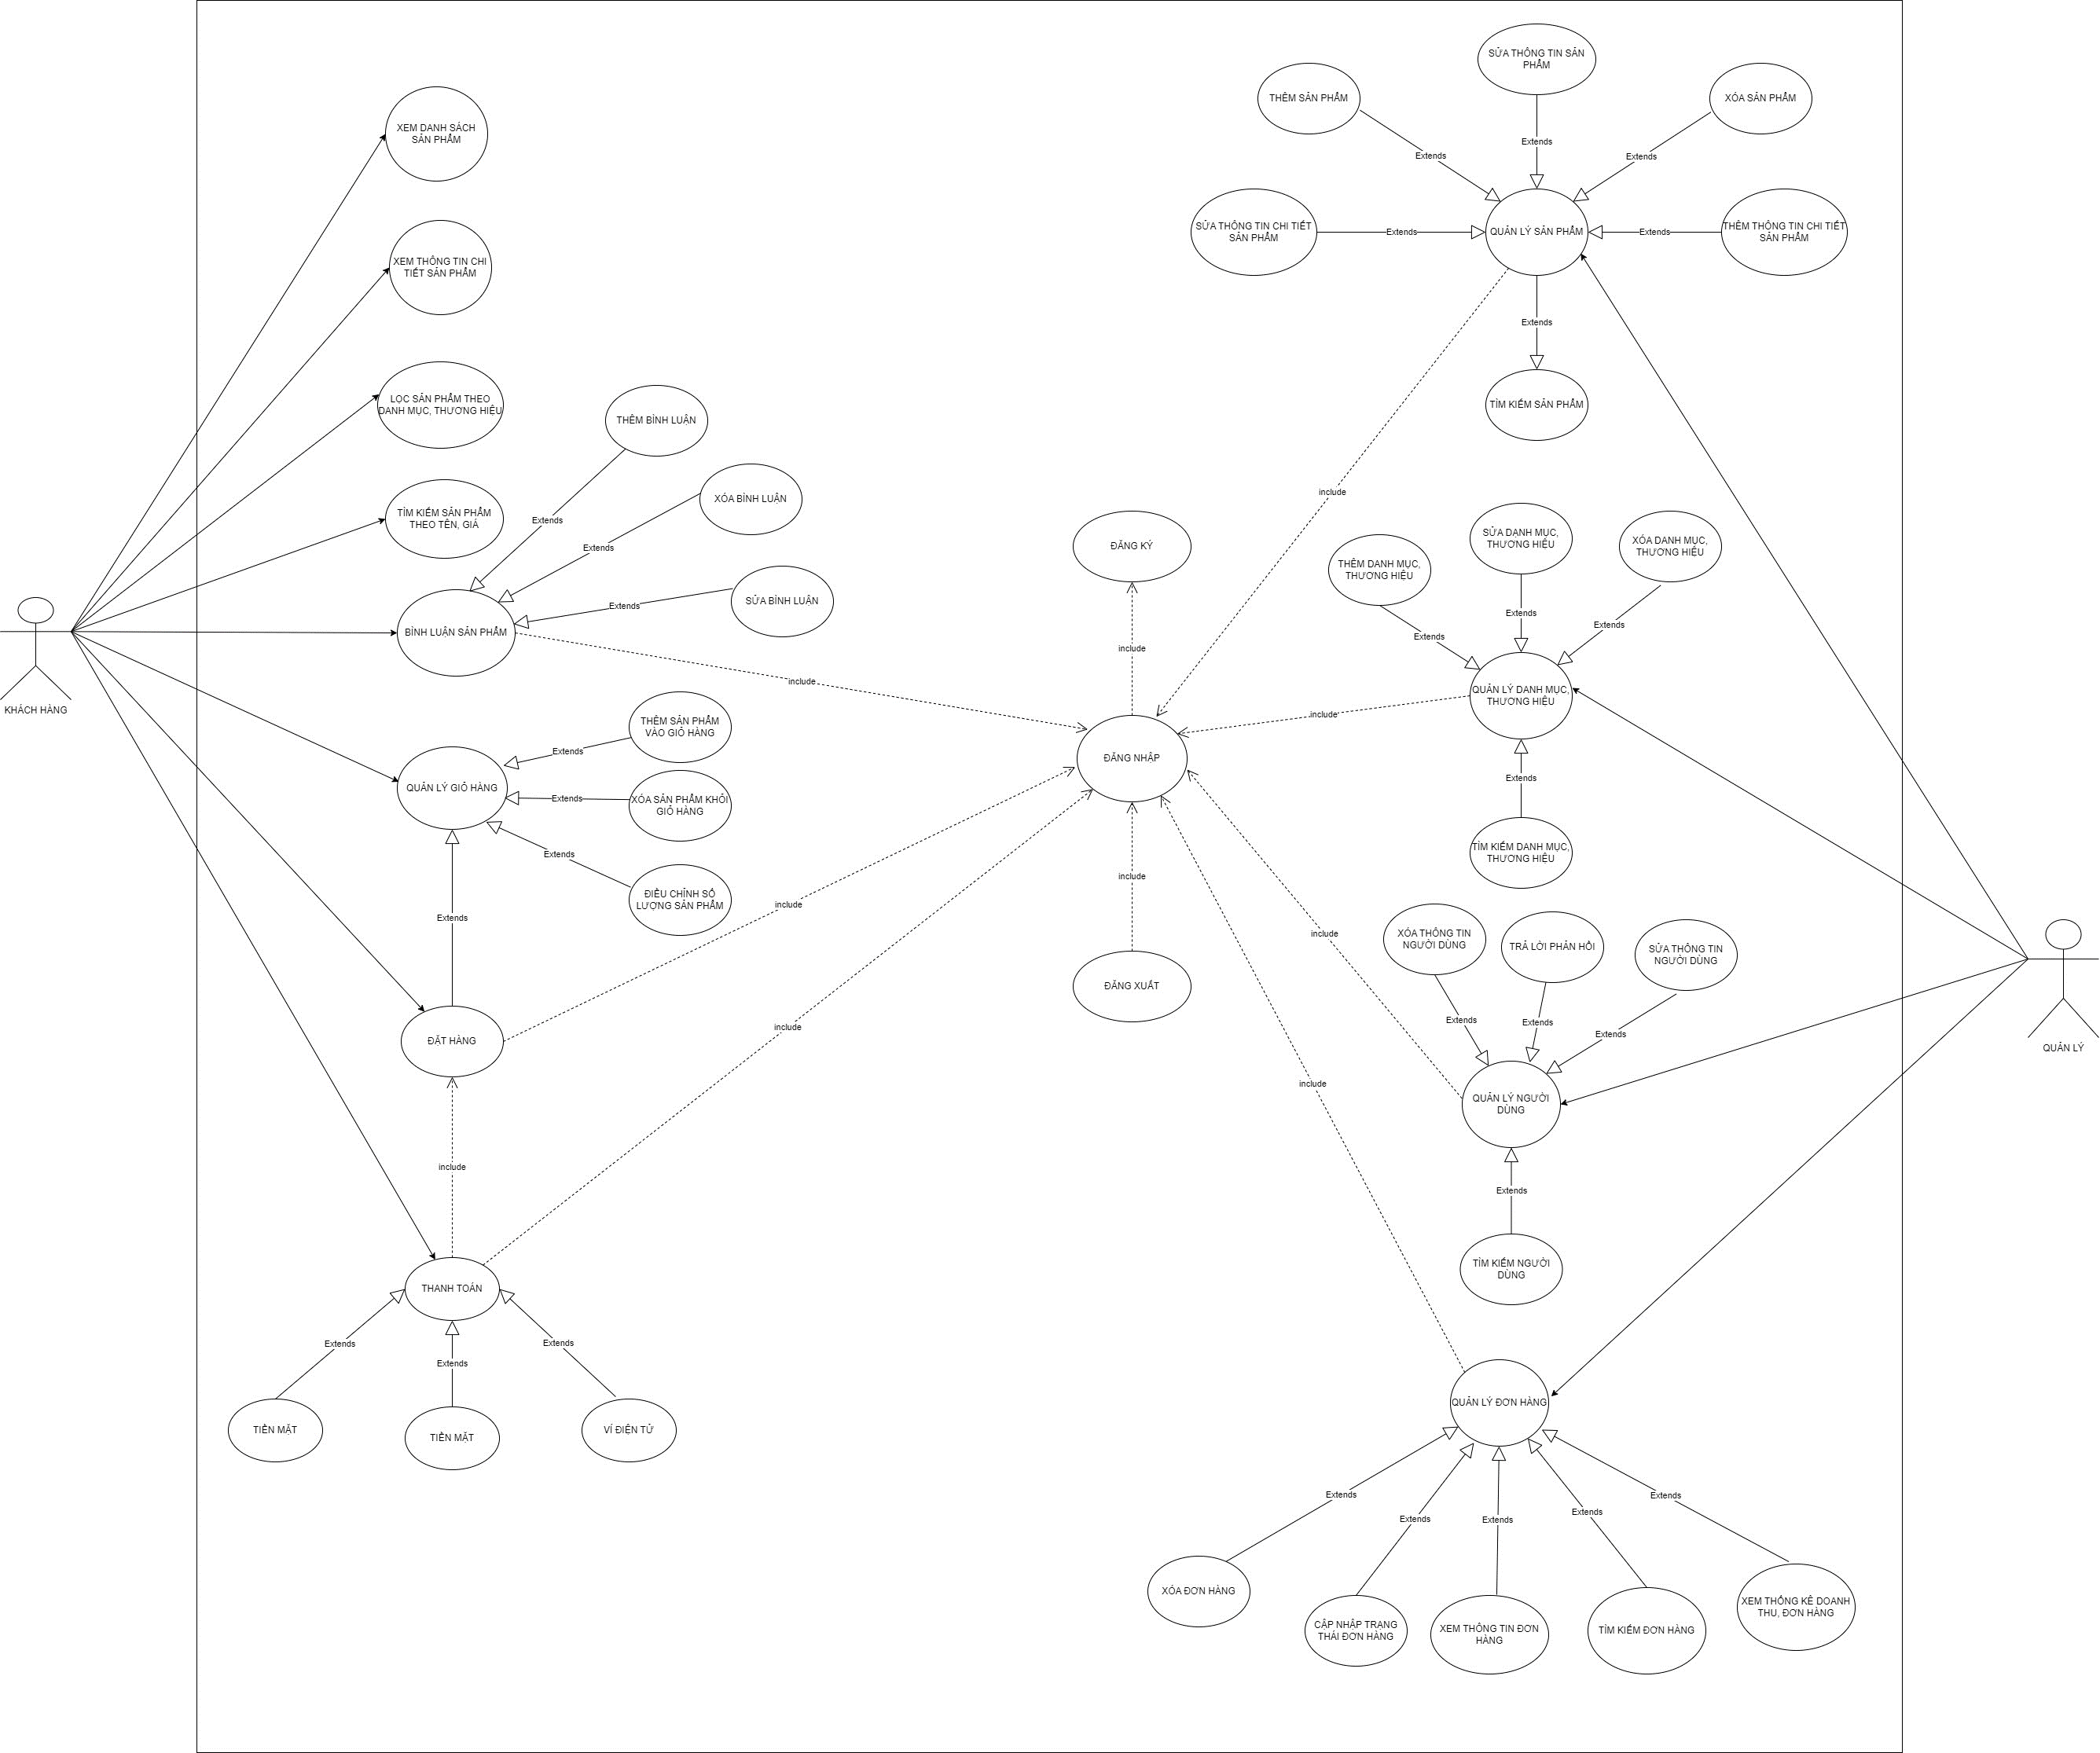 SỬA THÔNG TIN SẢN
PHẨM
THÊM SẢN PHẨM
XÓA SẢN PHẨM
XEM DANH SÁCH
SẢN PHẨM
Extends
Extends
Extends
SỬA THÔNG TIN CHI TIẾT
SẢN PHẨM
Extends
QUẢN LÝ SẢN PHẨM
Extends
THÊM THÔNG TIN CHI TIẾT
SẢN PHẨM
XEM THÔNG TIN CHI
TIẾT SẢN PHẨM
Extends
LỌC SẢN PHẨM THEO
DANH MỤC, THƯƠNG HIỆU
TÌM KIẾM SẢN PHẨM
THÊM BÌNH LUẬN
XÓA BÌNH LUẬN
include
TÌM KIẾM SẢN PHẨM
THEO TÊN, GIÁ
Extends
Extends
ĐĂNG KÝ
SỬA DANH MỤC,
THƯƠNG HIỆU
XÓA DANH MỤC,
THƯƠNG HIỆU
THÊM DANH MỤC,
THƯƠNG HIỆU
SỬA BÌNH LUẬN
Extends
Extends
Extends
Extends
BÌNH LUẬN SẢN PHẨM
include
include
KHÁCH HÀNG
QUẢN LÝ DANH MỤC,
THƯƠNG HIỆU
include
THÊM SẢN PHẨM
VÀO GIỎ HÀNG
Extends
ĐĂNG NHẬP
Extends
QUẢN LÝ GIỎ HÀNG
Extends
XÓA SẢN PHẨM KHỎI
GIỎ HÀNG
Extends
TÌM KIẾM DANH MỤC,
THƯƠNG HIỆU
include
ĐIỀU CHỈNH SỐ
LƯỢNG SẢN PHẨM
include
Extends
include
XÓA THÔNG TIN
NGƯỜI DÙNG
TRẢ LỜI PHẢN HỒI
SỬA THÔNG TIN
NGƯỜI DÙNG
ĐĂNG XUẤT
Extends
Extends
Extends
include
ĐẶT HÀNG
QUẢN LÝ
include
QUẢN LÝ NGƯỜI
DÙNG
include
Extends
TÌM KIẾM NGƯỜI
DÙNG
THANH TOÁN
Extends
Extends
Extends
QUẢN LÝ ĐƠN HÀNG
TIỀN MẶT
TIỀN MẶT
VÍ ĐIỆN TỬ
Extends
Extends
Extends
Extends
Extends
XÓA ĐƠN HÀNG
CẬP NHẬP TRẠNG
THÁI ĐƠN HÀNG
XEM THÔNG TIN ĐƠN
HÀNG
TÌM KIẾM ĐƠN HÀNG
XEM THỐNG KÊ DOANH
THU, ĐƠN HÀNG